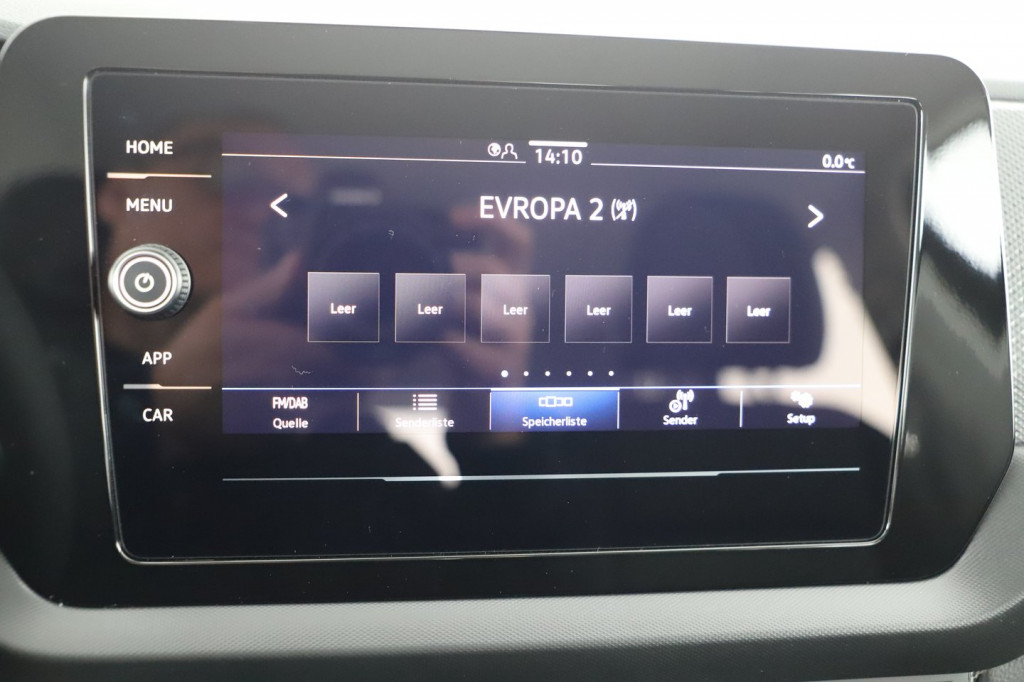 HOME
14:10
0.0°C
MENU
EVROPA 2
Leer Leer Leer Leer Leer Leer
APP
CAR
FM/DAB
Quelle Senderliste Speicherliste Sender Setup